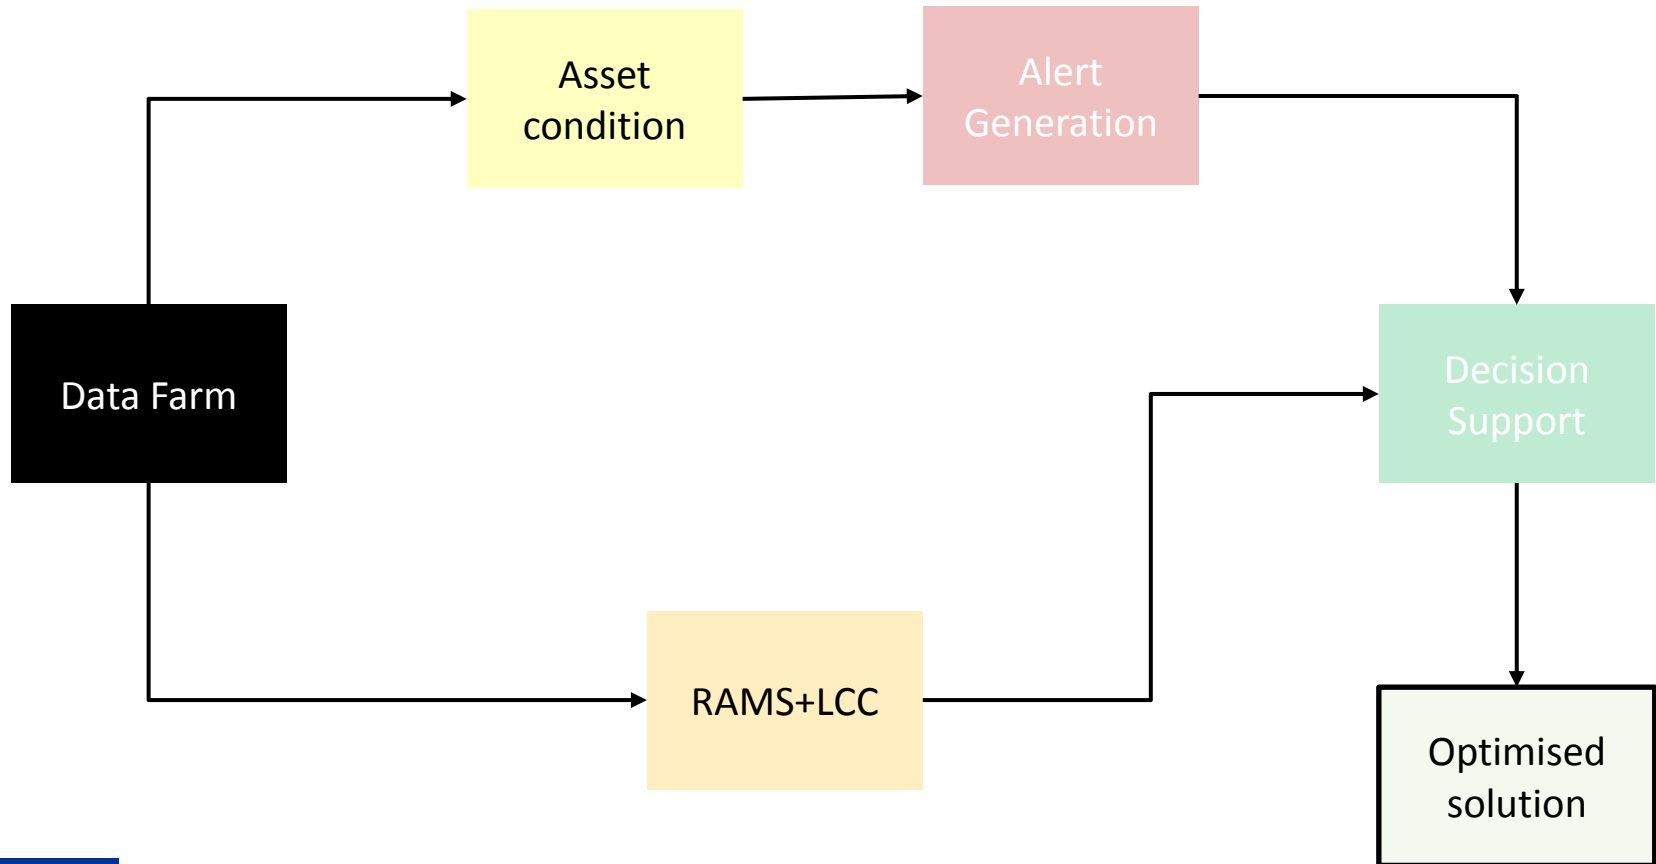 Asset
condition
Alert
Generation
Data Farm
Decision
Support
RAMS+LCC
Optimised
solution